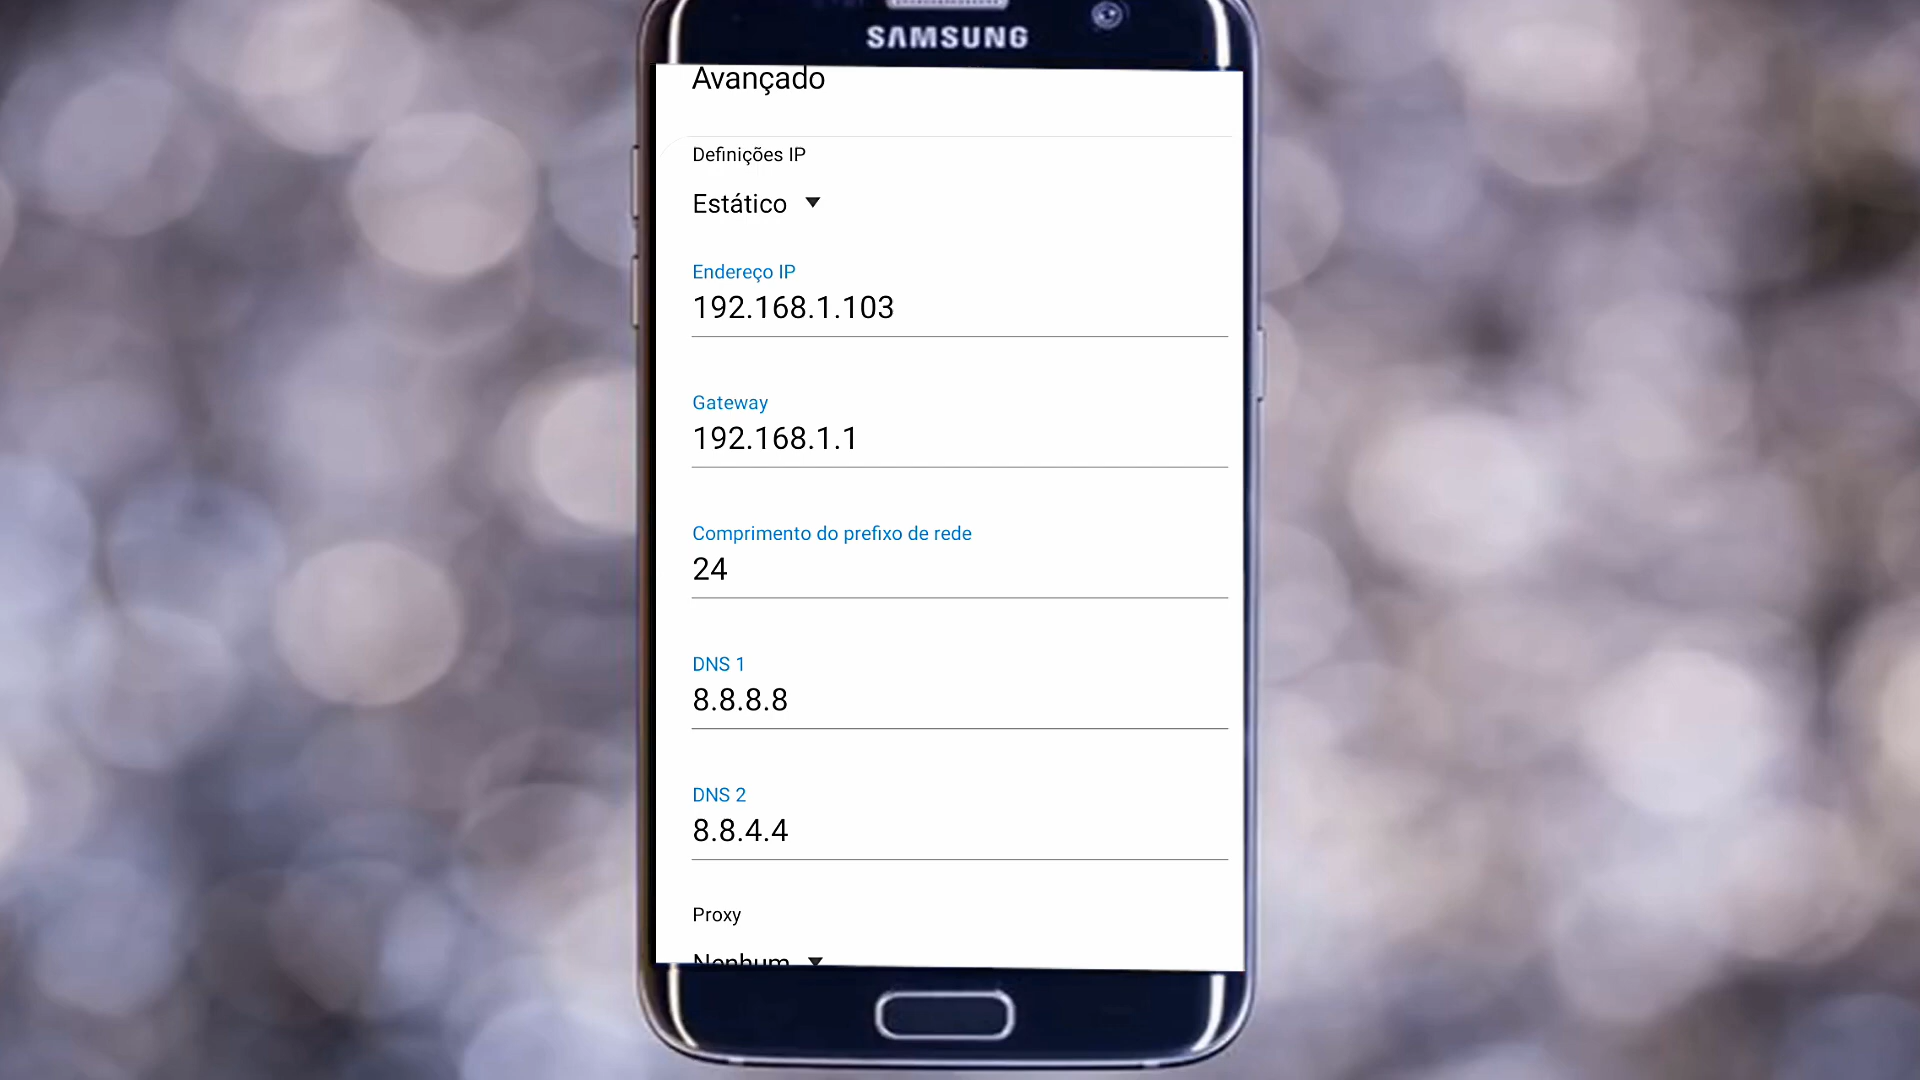 SAMSUNG
Avançado
Definições IP
Estático
Endereço IP
192.168.1.103
Gateway
192.168.1.1
Comprimento do prefixo de rede
24
DNS 1
8.8.8.8
DNS 2
8.8.4.4
Proxy
Nenhum